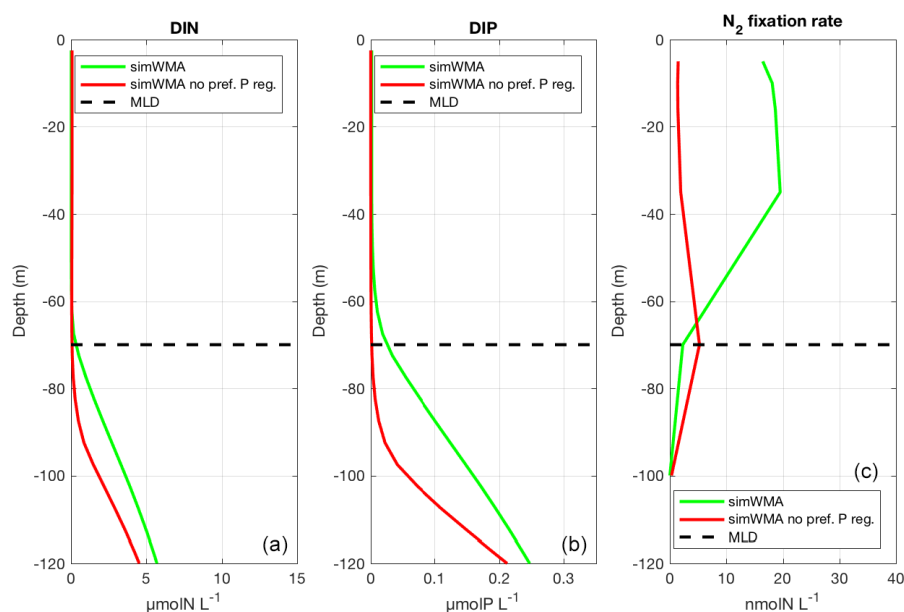 DIN
0
-20
-40
-60
-80
-100
-120
Depth (m)
simWMA
simWMA no pref. P reg.
MLD
(a)
0 5 10 15
µmolN L⁻¹
DIP
0
-20
-40
-60
-80
-100
-120
Depth (m)
simWMA
simWMA no pref. P reg.
MLD
(b)
0 0.1 0.2 0.3
µmolP L⁻¹
N₂ fixation rate
0
-20
-40
-60
-80
-100
-120
Depth (m)
(c)
simWMA
simWMA no pref. P reg.
MLD
0 10 20 30 40
nmolN L⁻¹